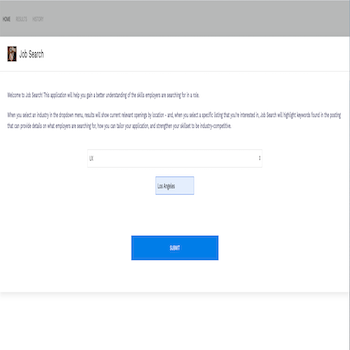 HOME RESULTS HISTORY
Job Search
Welcome to Job Search! This application will help you gain a better understanding of the skills employers are searching for in a role.
When you select an industry in the dropdown menu, results will show current relevant openings by location - and, when you select a specific listing that you're interested in, Job Search will highlight keywords found in the posting
that can provide details on what employers are searching for, how you can tailor your application, and strengthen your skillset to be industry-competitive.
UX
Los Angeles
SUBMIT